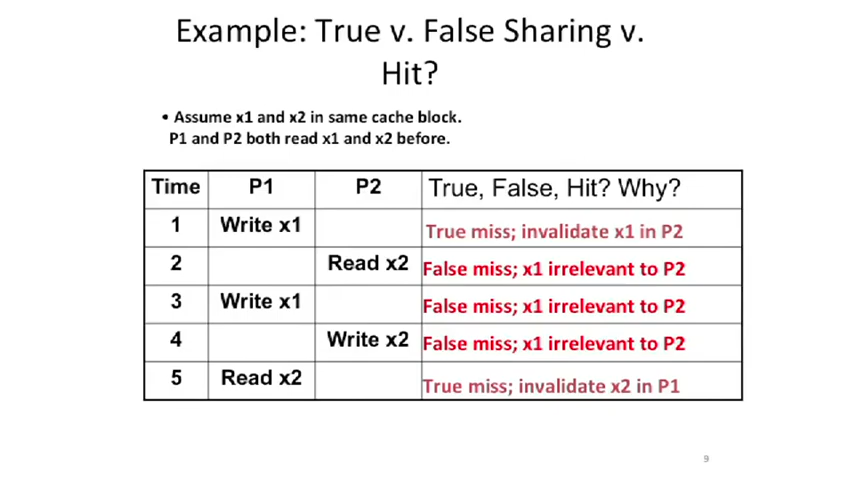 Example: True v. False Sharing v.
Hit?
• Assume x1 and x2 in same cache block.
P1 and P2 both read x1 and x2 before.
Time P1 P2 True, False, Hit? Why?
1 Write x1 True miss; invalidate x1 in P2
2 Read x2 False miss; x1 irrelevant to P2
3 Write x1 False miss; x1 irrelevant to P2
4 Write x2 False miss; x1 irrelevant to P2
5 Read x2 True miss; invalidate x2 in P1
9